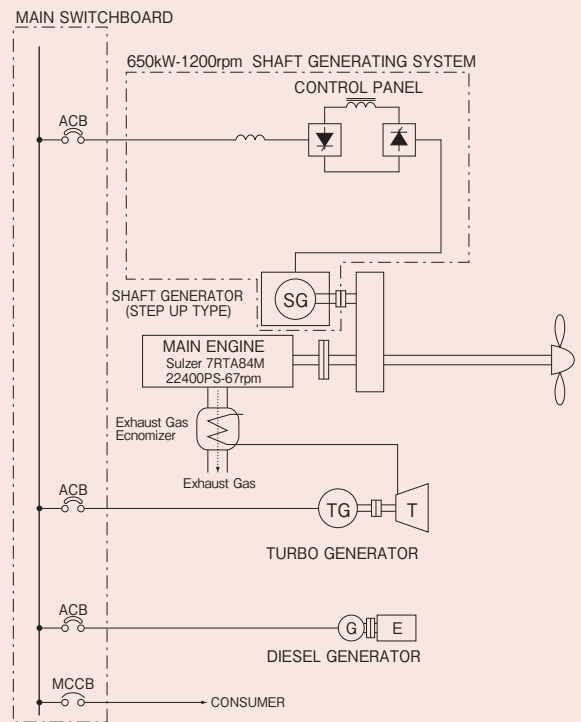 MAIN SWITCHBOARD
650kW-1200rpm SHAFT GENERATING SYSTEM
CONTROL PANEL
ACB
SHAFT GENERATOR
(STEP UP TYPE)
SG
MAIN ENGINE
Sulzer 7RTA84M
22400PS-67rpm
Exhaust Gas
Ecnomizer
Exhaust Gas
ACB
TG
T
TURBO GENERATOR
ACB
G
E
DIESEL GENERATOR
MCCB
CONSUMER